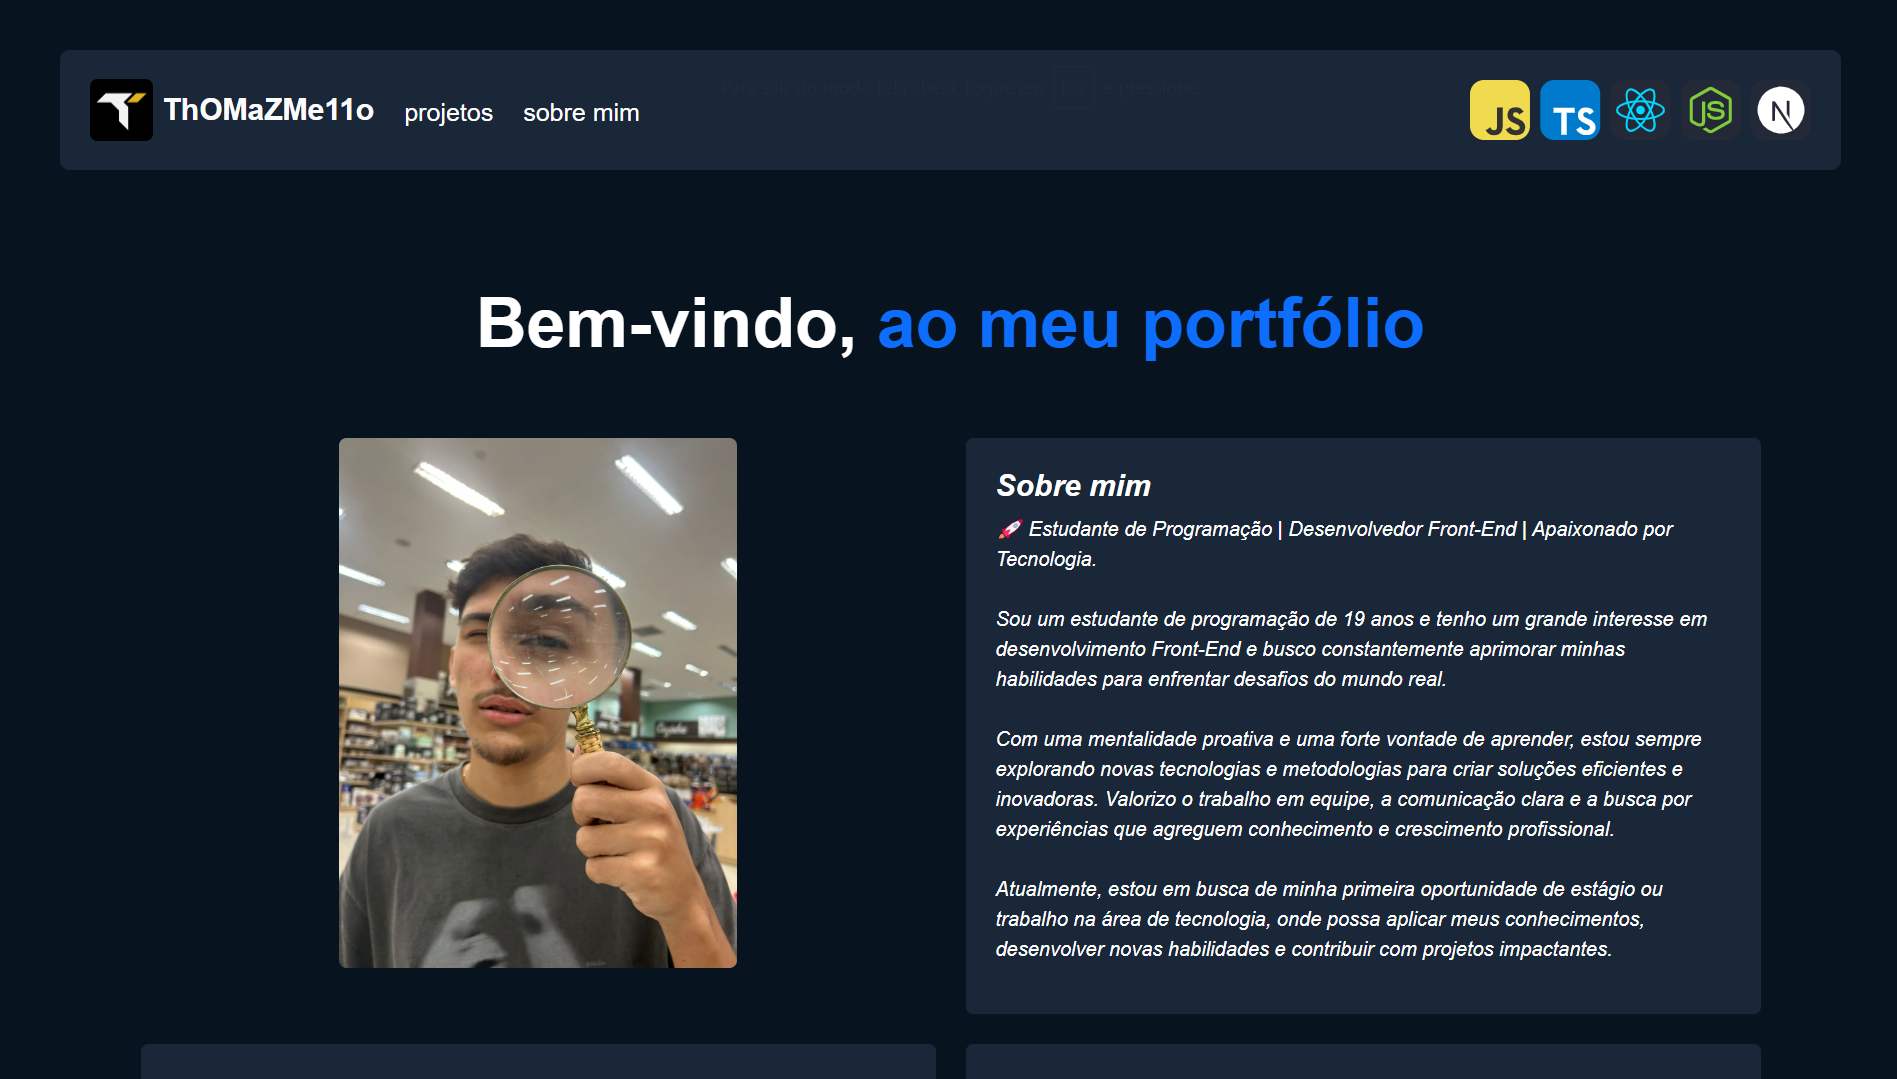 ThOMaZMe11o projetos sobre mim
Para sair do modo tela cheia, toque em Esc e pressione
JS TS JS N
Bem-vindo, ao meu portfólio
Sobre mim
🚀 Estudante de Programação | Desenvolvedor Front-End | Apaixonado por
Tecnologia.
Sou um estudante de programação de 19 anos e tenho um grande interesse em
desenvolvimento Front-End e busco constantemente aprimorar minhas
habilidades para enfrentar desafios do mundo real.
Com uma mentalidade proativa e uma forte vontade de aprender, estou sempre
explorando novas tecnologias e metodologias para criar soluções eficientes e
inovadoras. Valorizo o trabalho em equipe, a comunicação clara e a busca por
experiências que agreguem conhecimento e crescimento profissional.
Atualmente, estou em busca de minha primeira oportunidade de estágio ou
trabalho na área de tecnologia, onde possa aplicar meus conhecimentos,
desenvolver novas habilidades e contribuir com projetos impactantes.